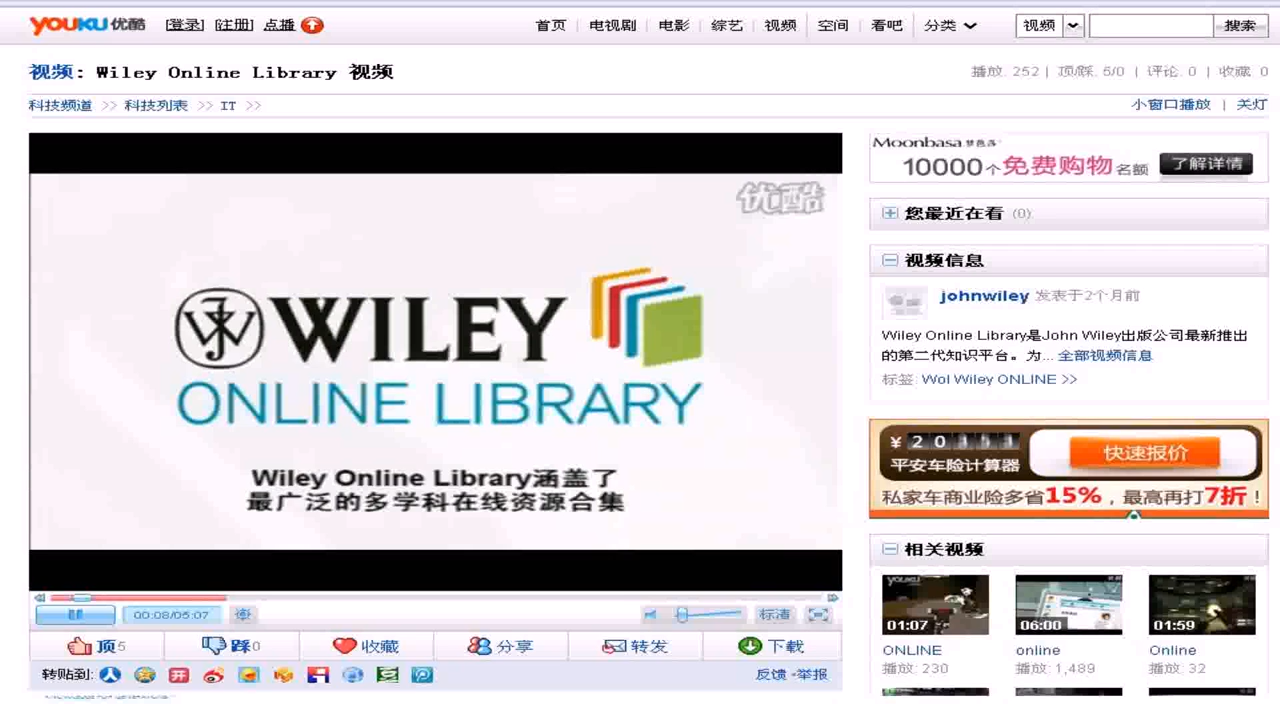 YOUKU优酷 [登录] [注册] 点播 首页 电视剧 电影 综艺 视频 空间 看吧 分类 视频 搜索
视频: Wiley Online Library 视频
播放: 252 | 顶/踩: 5/0 | 评论: 0 | 收藏: 0
科技频道 >> 科技列表 >> IT >>
小窗口播放 | 关灯
优酷
WILEY
ONLINE LIBRARY
Wiley Online Library涵盖了
最广泛的多学科在线资源合集
00:08/05:07
标清
顶5 踩0 收藏 分享 转发 下载
转贴到: 开
反馈·举报
Moonbasa
10000个免费购物名额 了解详情
您最近在看 (0)
视频信息
johnwiley 发表于2个月前
Wiley Online Library是John Wiley出版公司最新推出
的第二代知识平台。为... 全部视频信息
标签: Wol Wiley ONLINE >>
¥20
平安车险计算器 快速报价
私家车商业险多省15%，最高再打7折！
相关视频
YOUKU
01:07 06:00 01:59
ONLINE online Online
播放: 230 播放: 1,489 播放: 32